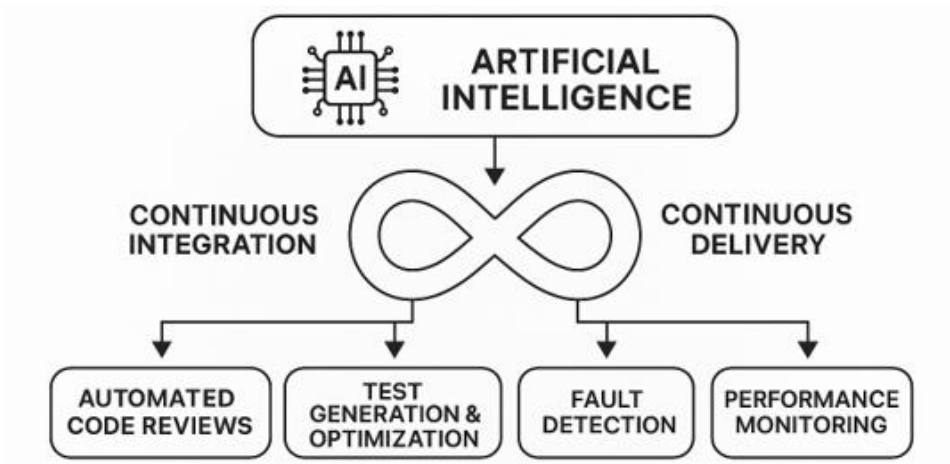 AI
ARTIFICIAL
INTELLIGENCE
CONTINUOUS
INTEGRATION
CONTINUOUS
DELIVERY
AUTOMATED
CODE REVIEWS
TEST
GENERATION &
OPTIMIZATION
FAULT
DETECTION
PERFORMANCE
MONITORING